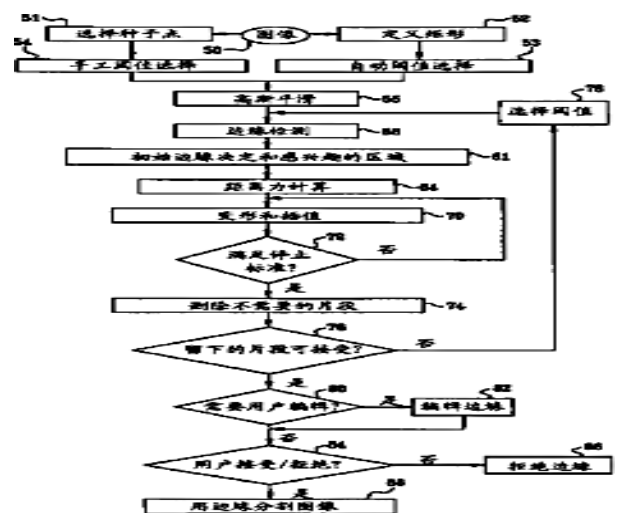 51
52
选择种子点
图像
定义矩形
50
54
53
手工阈值选择
自动阈值选择
78
高斯平滑
55
选择阈值
边缘检测
58
初始边缘决定和感兴趣的区域
61
距离力计算
64
变形和插值
70
72
满足停止
标准?
否
是
删除不需要的片段
74
76
留下的片段可接受?
否
是
80
82
需要用户编辑?
是
编辑边缘
否
84
86
用户接受/拒绝?
否
拒绝边缘
是
88
用边缘分割图像